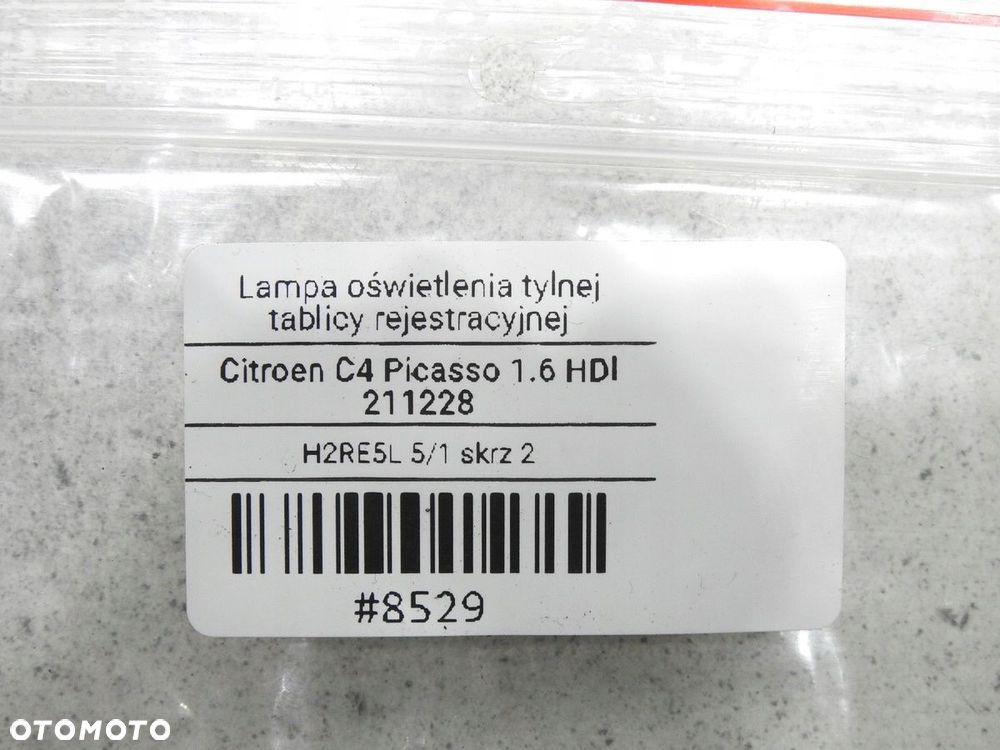 Lampa oświetlenia tylnej
tablicy rejestracyjnej
Citroen C4 Picasso 1.6 HDI
211228
H2RE5L 5/1 skrz 2
#8529
OTOMOTO